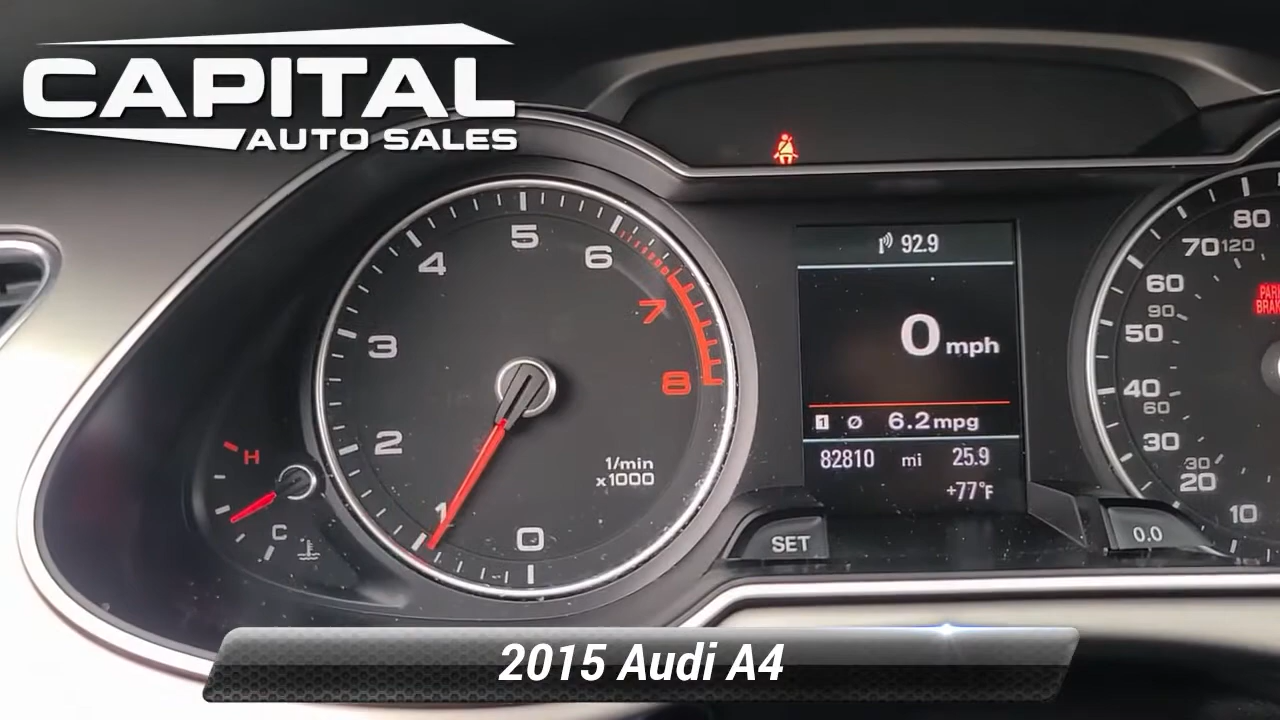 CAPITAL
AUTO SALES
5
4
6
3
7
8
2
1
0
1/min
x1000
H
C
92.9
0 mph
1 ø 6.2 mpg
82810 mi 25.9
+77°F
SET
0.0
80
70 120
60
90
50
40
60
30
30
20
10
2015 Audi A4